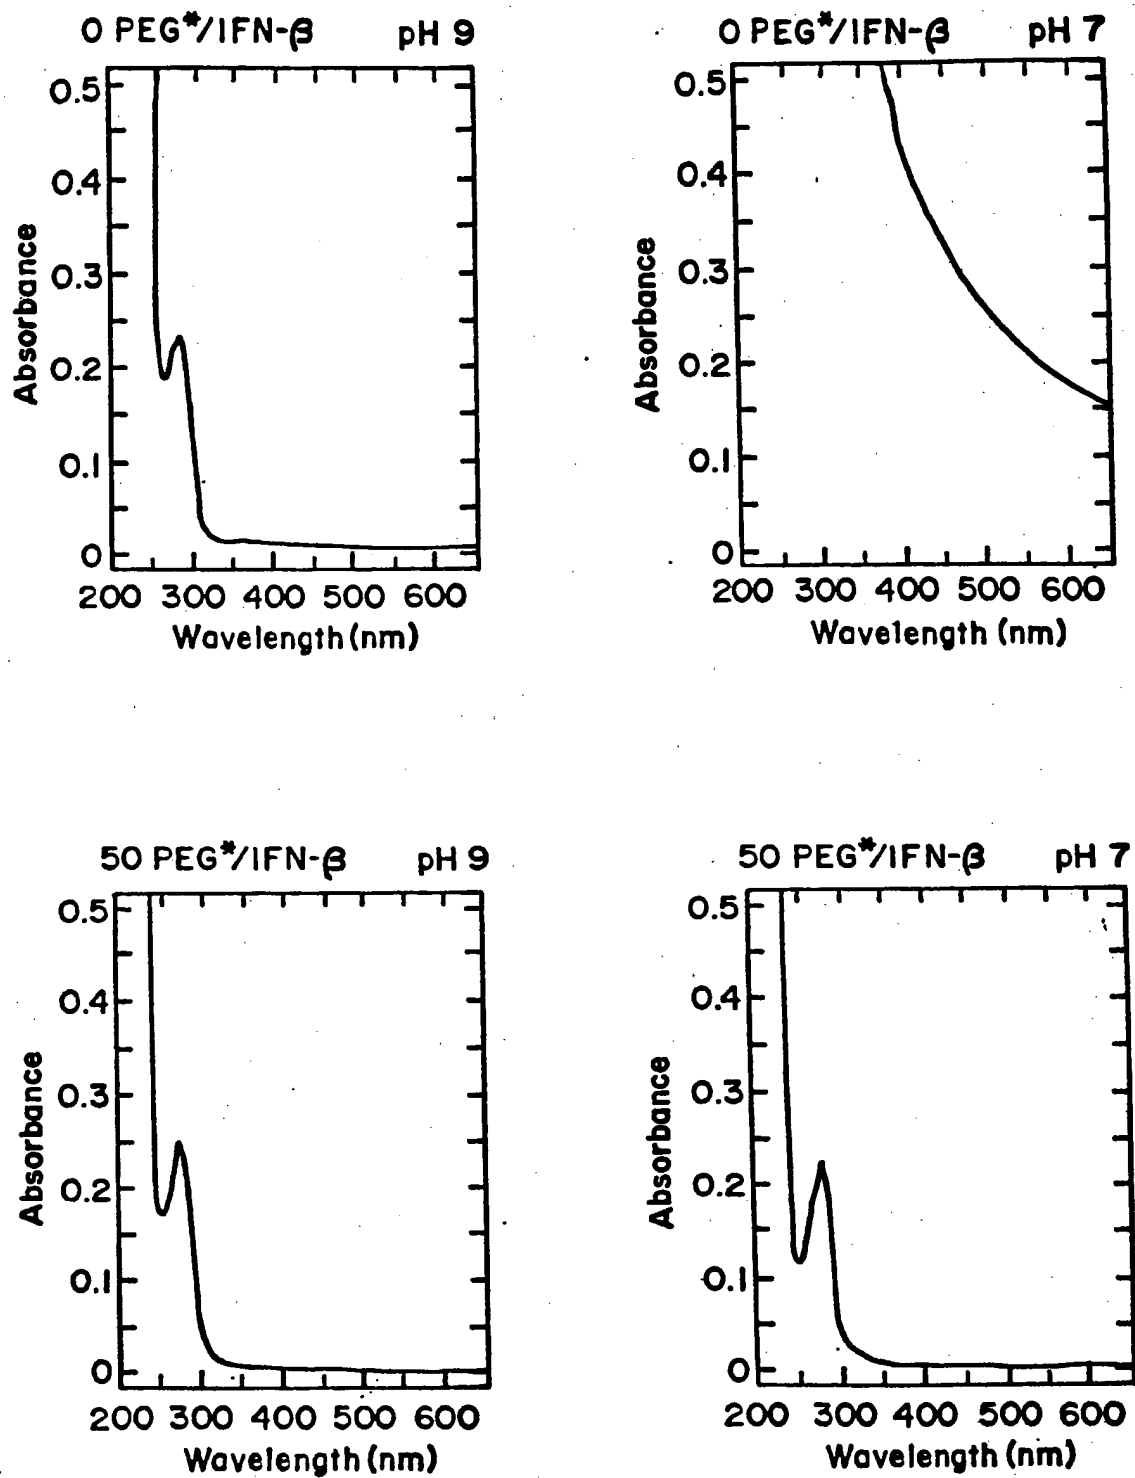 0 PEG*/IFN-β pH 9
0.5
0.4
0.3
0.2
0.1
0
Absorbance
200 300 400 500 600
Wavelength (nm)
0 PEG*/IFN-β pH 7
0.5
0.4
0.3
0.2
0.1
0
Absorbance
200 300 400 500 600
Wavelength (nm)
50 PEG*/IFN-β pH 9
0.5
0.4
0.3
0.2
0.1
0
Absorbance
200 300 400 500 600
Wavelength (nm)
50 PEG*/IFN-β pH 7
0.5
0.4
0.3
0.2
0.1
0
Absorbance
200 300 400 500 600
Wavelength (nm)